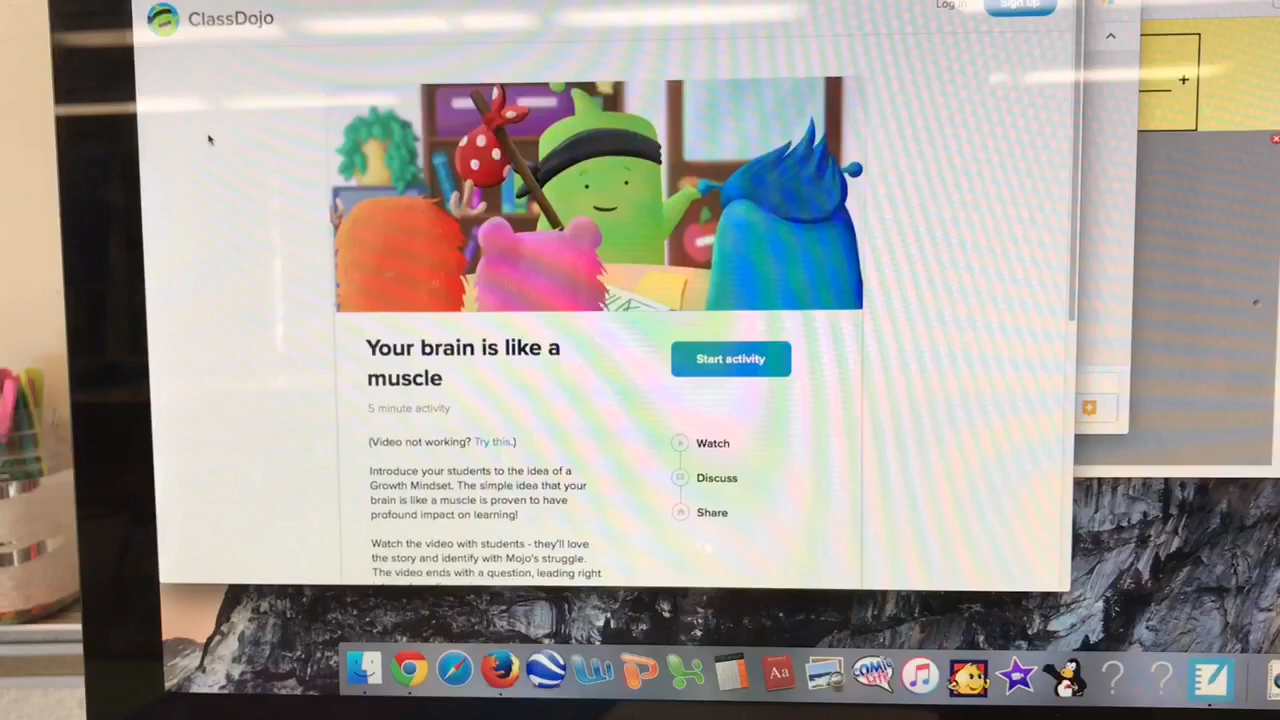 ClassDojo
Log in
Sign up
Your brain is like a
muscle
Start activity
5 minute activity
(Video not working? Try this.)
Watch
Introduce your students to the idea of a
Growth Mindset. The simple idea that your
brain is like a muscle is proven to have
profound impact on learning!
Discuss
Share
Watch the video with students - they'll love
the story and identify with Mojo's struggle.
The video ends with a question, leading right
Aa
COMIC
LIFE